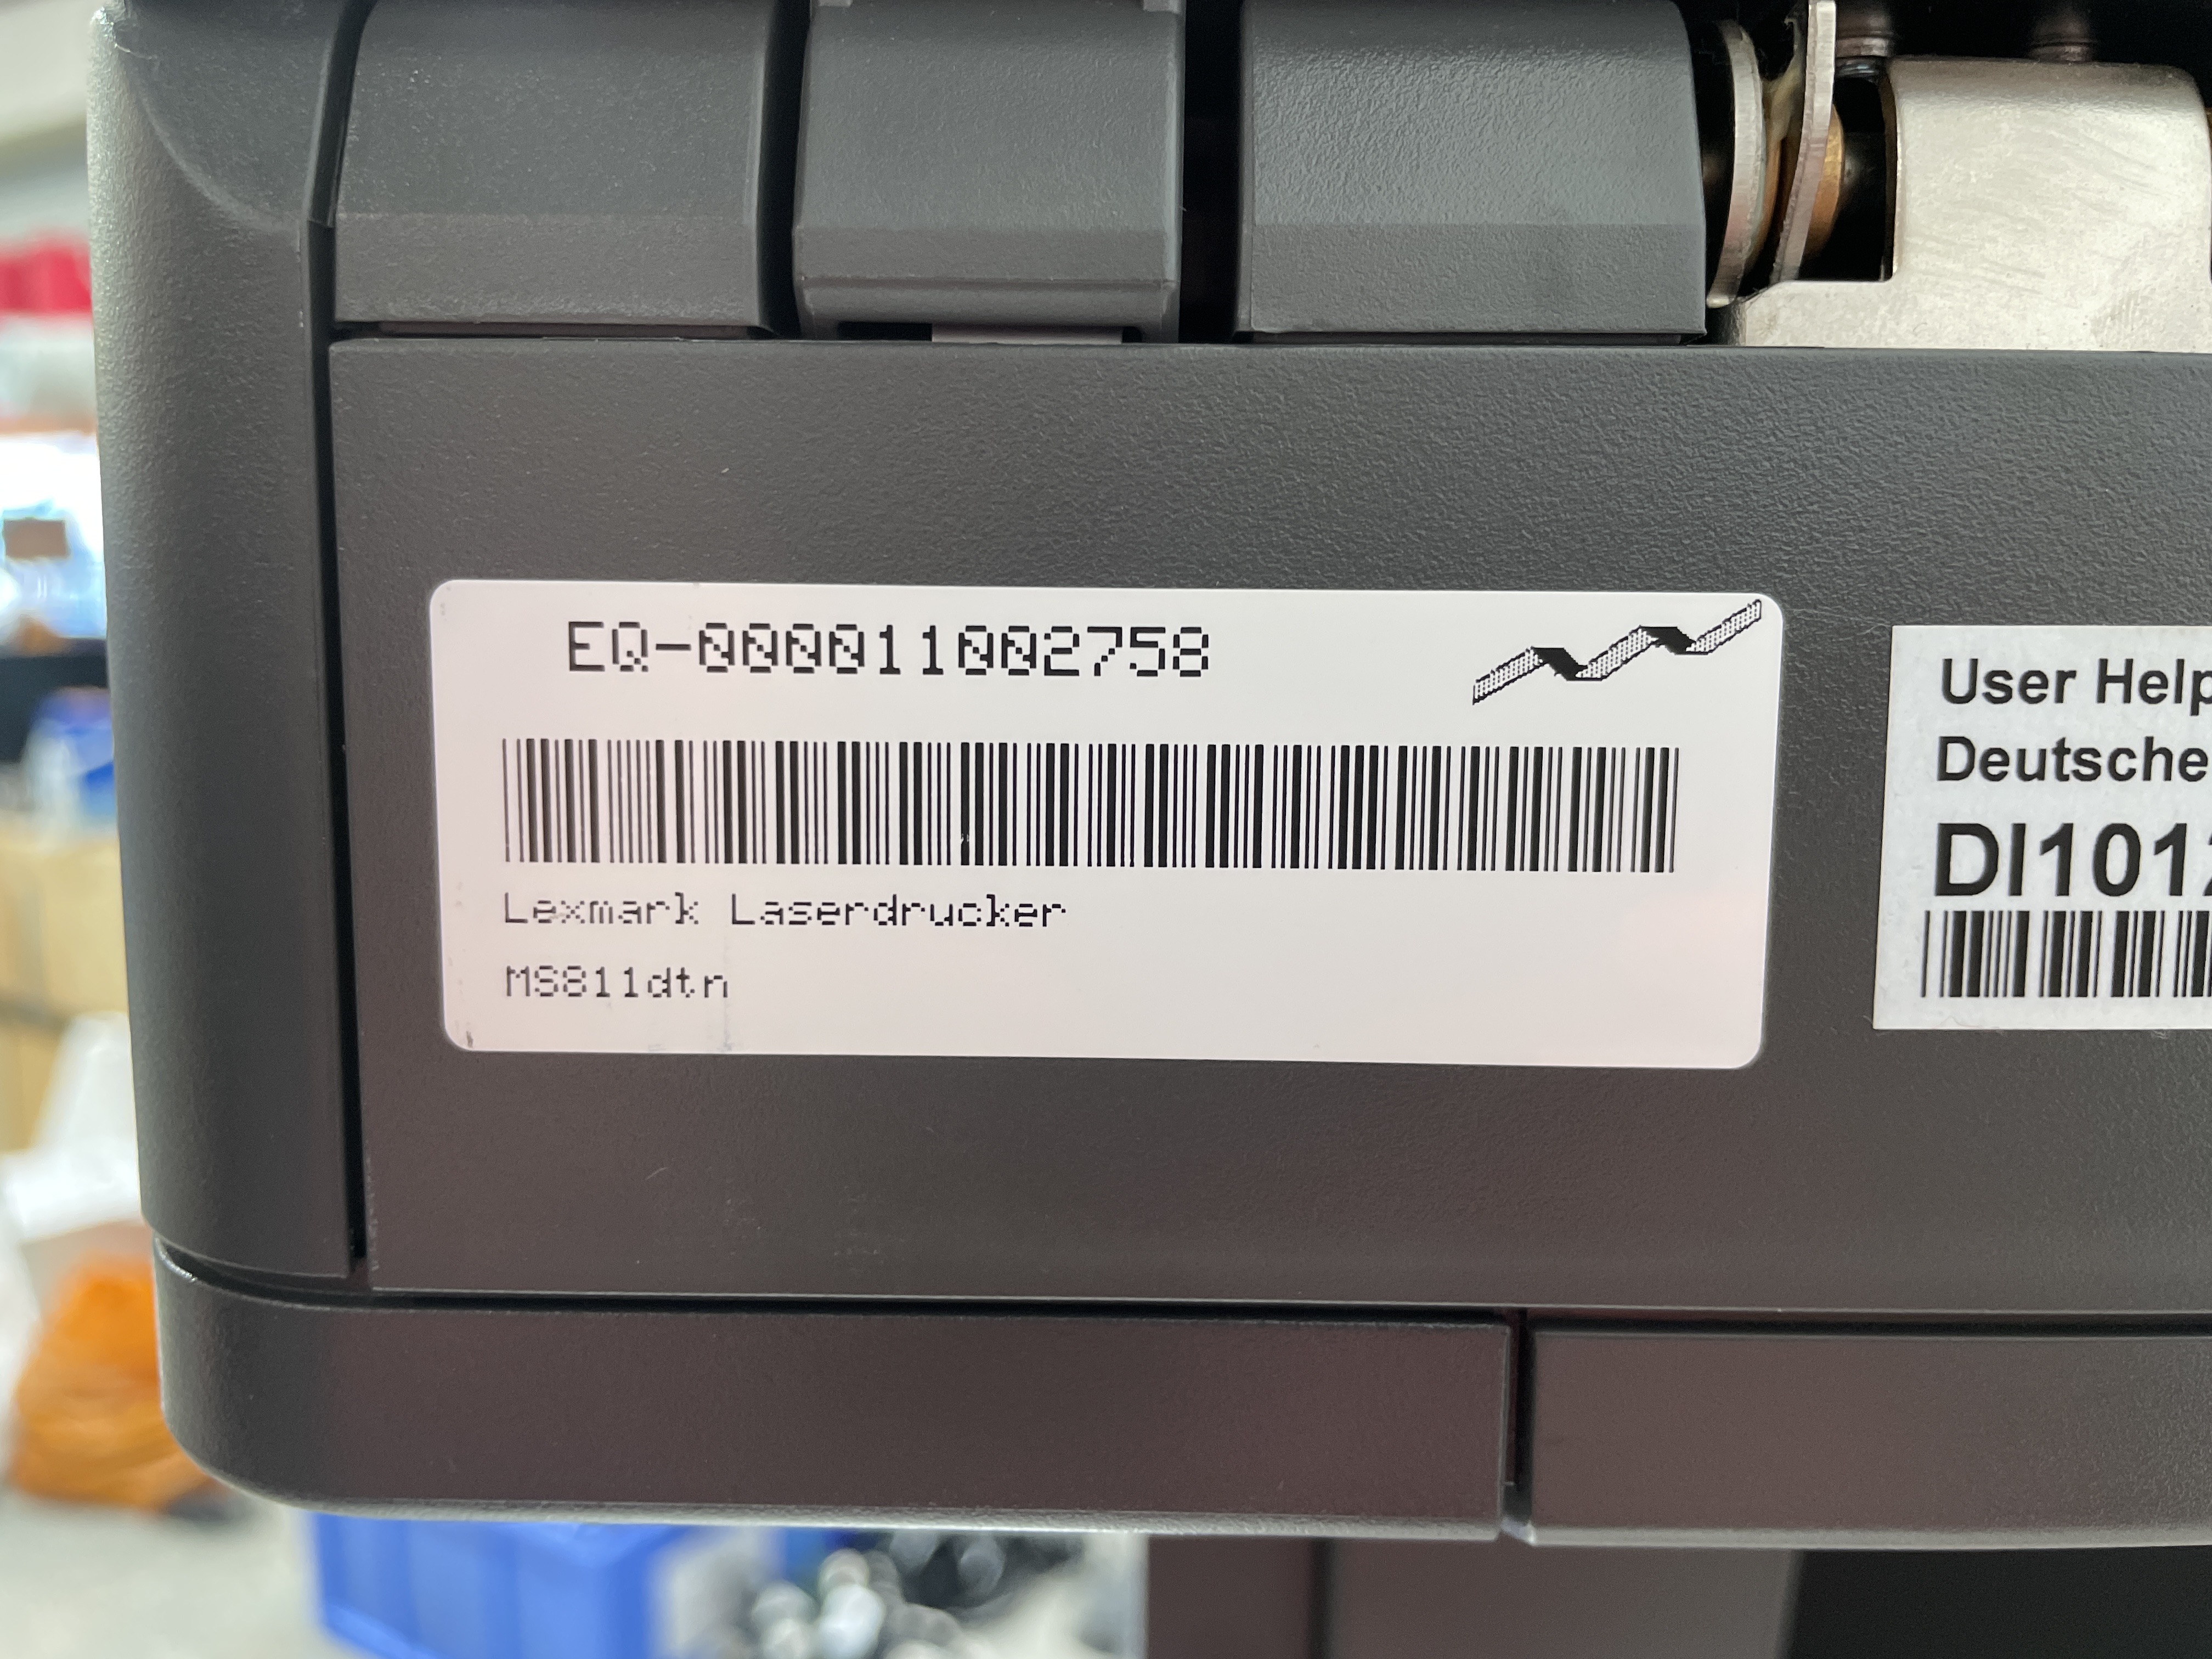 EQ-000011002758
Lexmark Laserdrucker
MS811dtn
User Help
Deutsche
DI101